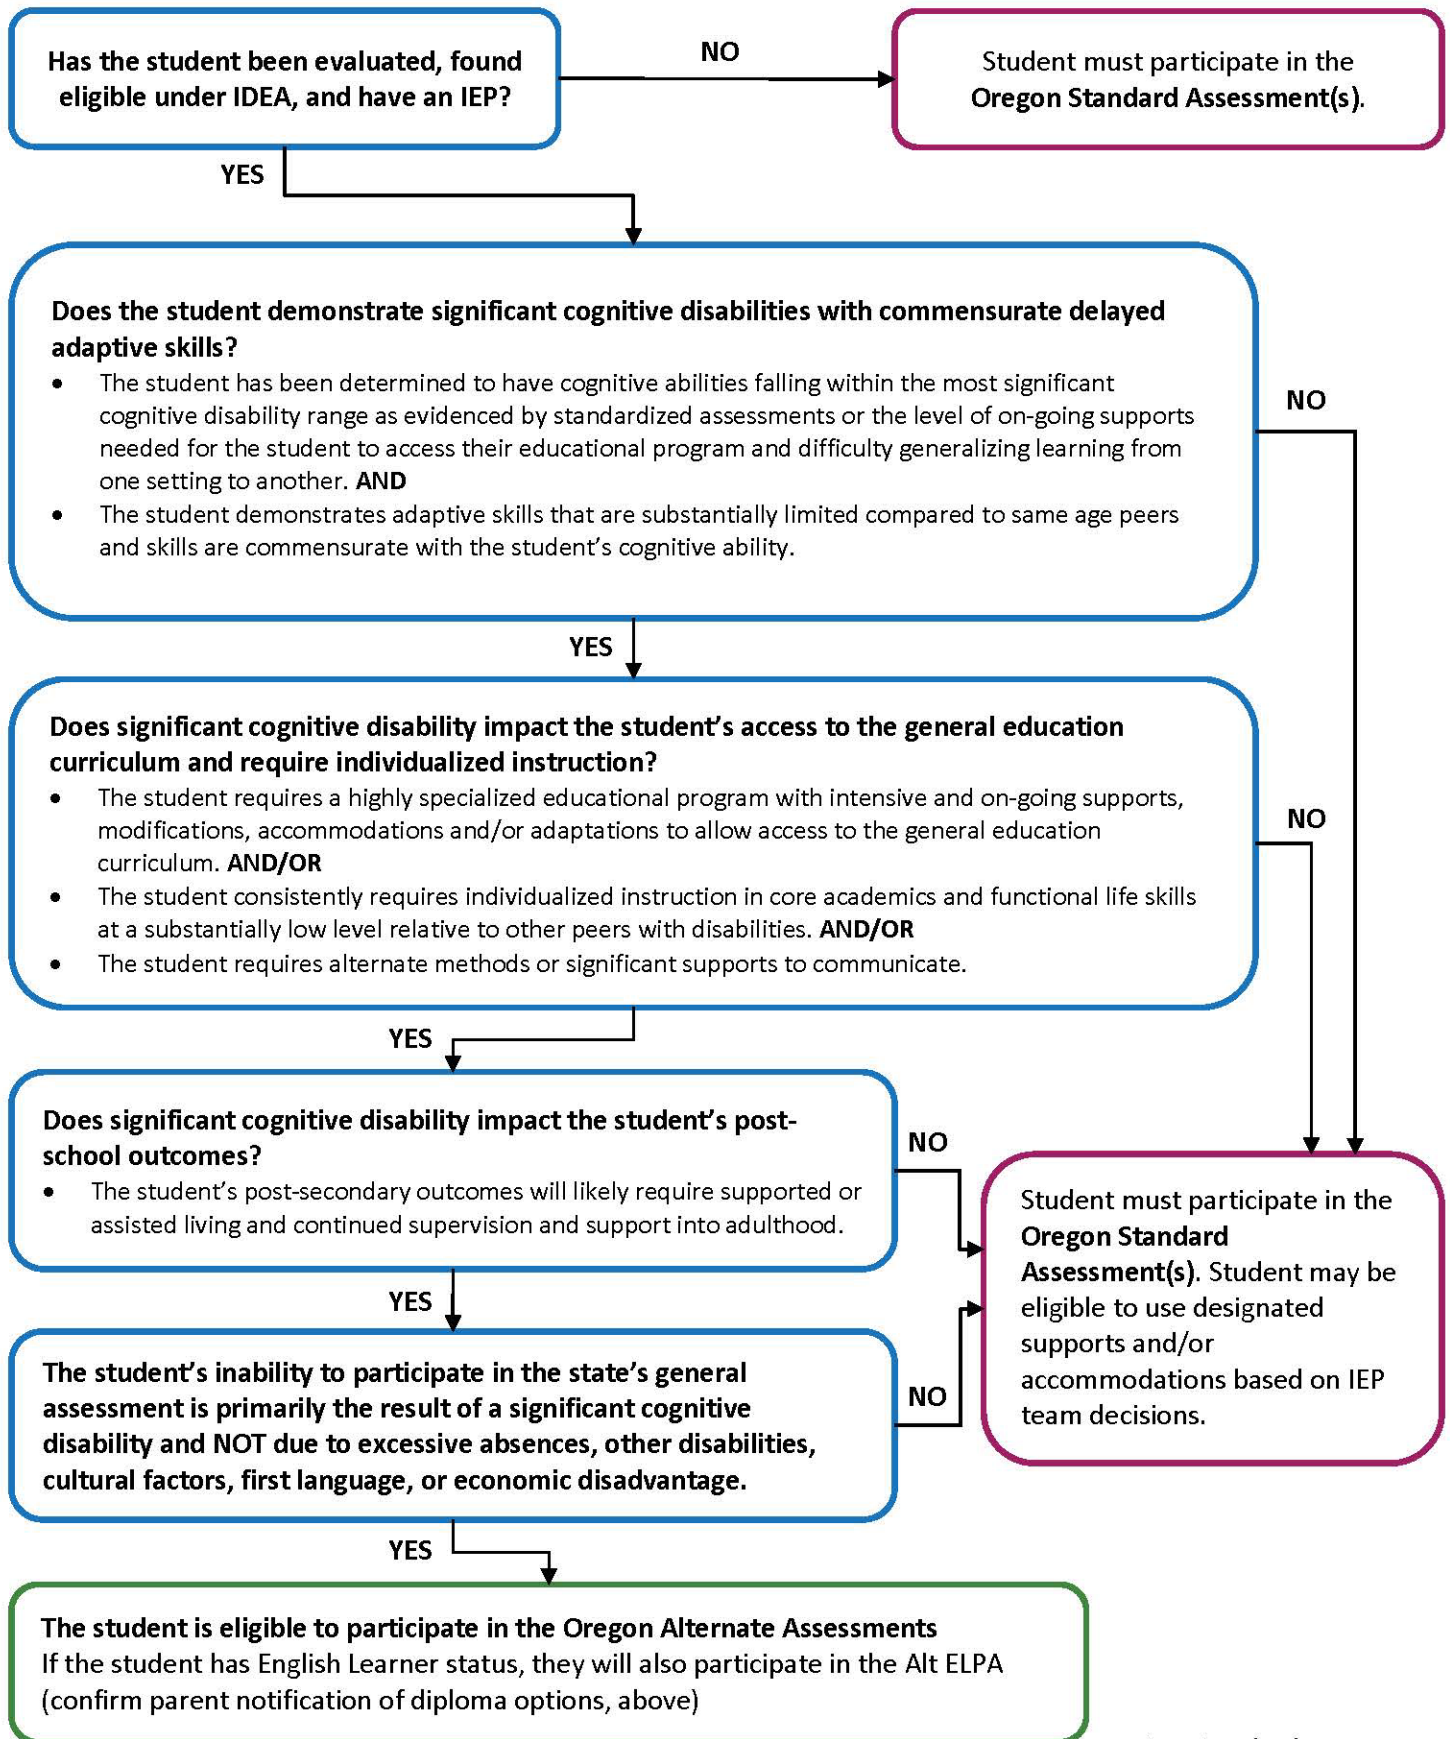 Has the student been evaluated, found
eligible under IDEA, and have an IEP?
NO
Student must participate in the
Oregon Standard Assessment(s).
YES
Does the student demonstrate significant cognitive disabilities with commensurate delayed
adaptive skills?
• The student has been determined to have cognitive abilities falling within the most significant
cognitive disability range as evidenced by standardized assessments or the level of on-going supports
needed for the student to access their educational program and difficulty generalizing learning from
one setting to another. AND
• The student demonstrates adaptive skills that are substantially limited compared to same age peers
and skills are commensurate with the student’s cognitive ability.
NO
YES
Does significant cognitive disability impact the student’s access to the general education
curriculum and require individualized instruction?
• The student requires a highly specialized educational program with intensive and on-going supports,
modifications, accommodations and/or adaptations to allow access to the general education
curriculum. AND/OR
• The student consistently requires individualized instruction in core academics and functional life skills
at a substantially low level relative to other peers with disabilities. AND/OR
• The student requires alternate methods or significant supports to communicate.
NO
YES
Does significant cognitive disability impact the student’s post-
school outcomes?
• The student’s post-secondary outcomes will likely require supported or
assisted living and continued supervision and support into adulthood.
NO
Student must participate in the
Oregon Standard
Assessment(s). Student may be
eligible to use designated
supports and/or
accommodations based on IEP
team decisions.
YES
The student’s inability to participate in the state’s general
assessment is primarily the result of a significant cognitive
disability and NOT due to excessive absences, other disabilities,
cultural factors, first language, or economic disadvantage.
NO
YES
The student is eligible to participate in the Oregon Alternate Assessments
If the student has English Learner status, they will also participate in the Alt ELPA
(confirm parent notification of diploma options, above)